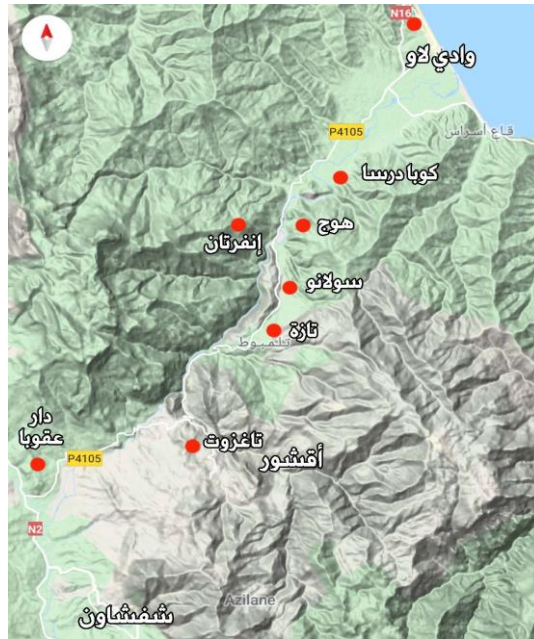 N16
وادي لاو
P4105
قاع أسراس
كوبا درسا
هوج
إنفرتان
سولانو
تازة
تلمبوط
دار
عقوبا
تاغزوت
أقشور
P4105
N2
Azilane
شفشاون